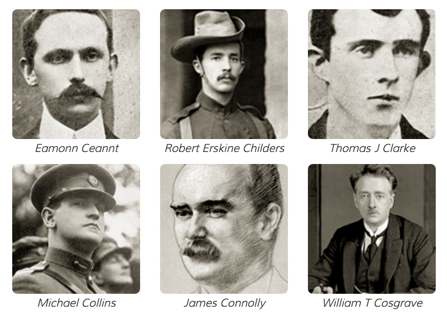 Eamonn Ceannt
Robert Erskine Childers
Thomas J Clarke
Michael Collins
James Connolly
William T Cosgrave